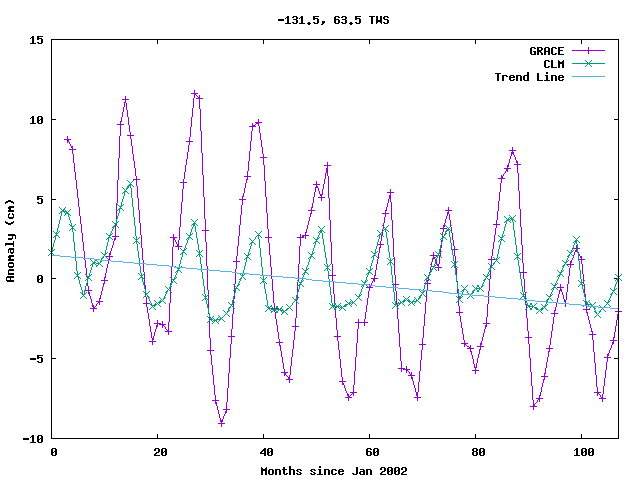 -131.5, 63.5 TWS
15
GRACE
CLM
Trend Line
10
5
0
-5
-10
Anomaly (cm)
0 20 40 60 80 100
Months since Jan 2002